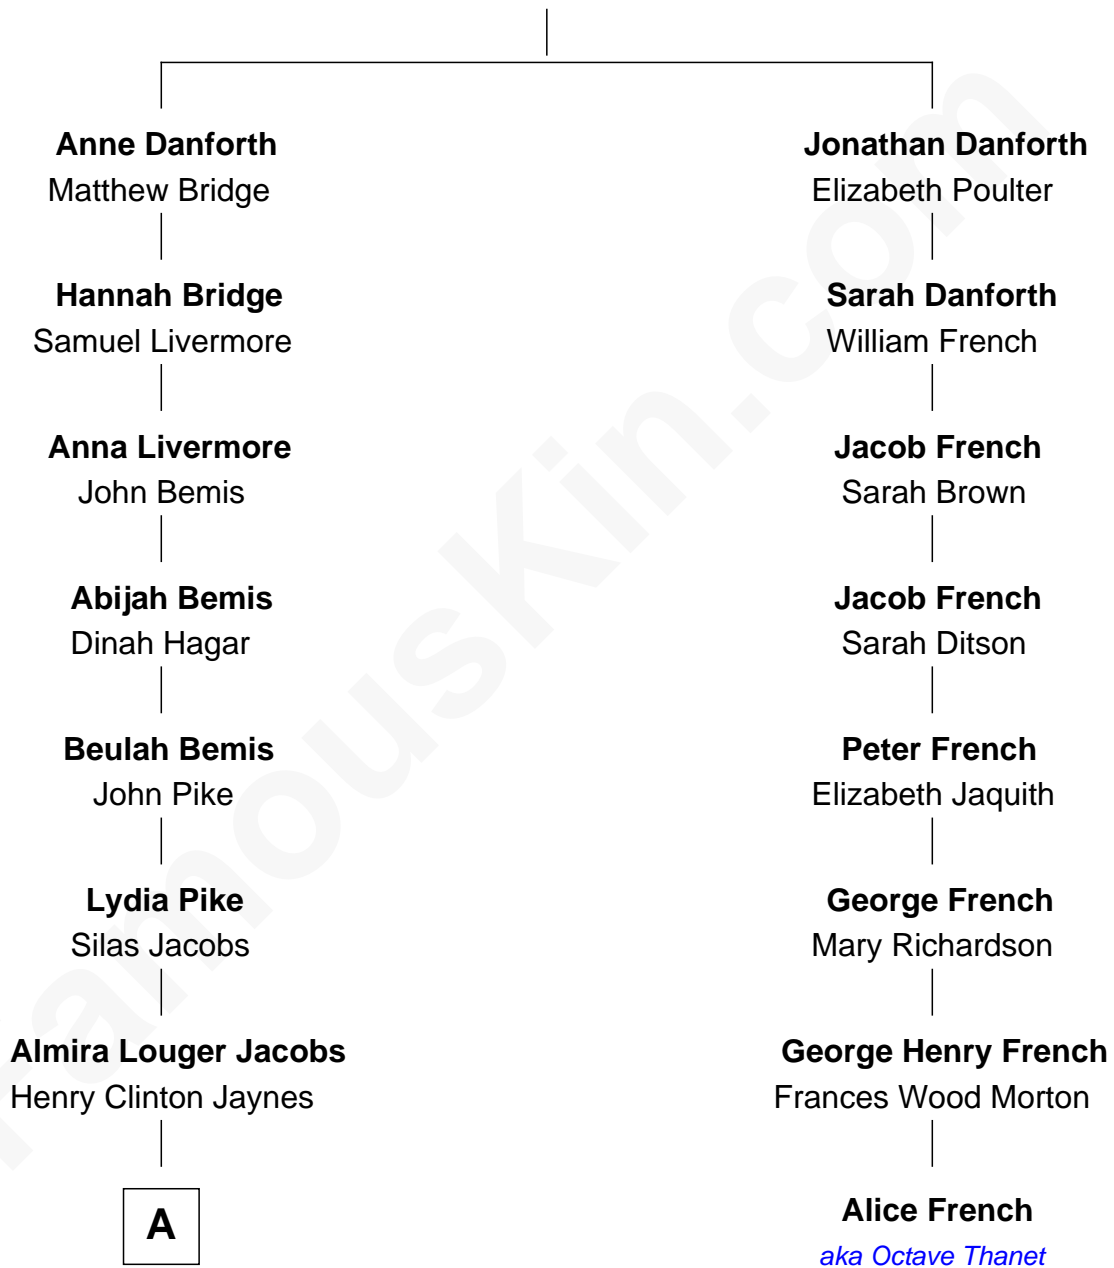 Anne Danforth
Matthew Bridge
Jonathan Danforth
Elizabeth Poulter
Hannah Bridge
Samuel Livermore
Sarah Danforth
William French
Anna Livermore
John Bemis
Jacob French
Sarah Brown
Abijah Bemis
Dinah Hagar
Jacob French
Sarah Ditson
Beulah Bemis
John Pike
Peter French
Elizabeth Jaquith
Lydia Pike
Silas Jacobs
George French
Mary Richardson
Almira Louger Jacobs
Henry Clinton Jaynes
George Henry French
Frances Wood Morton
A
Alice French
aka Octave Thanet
FamousKin.com